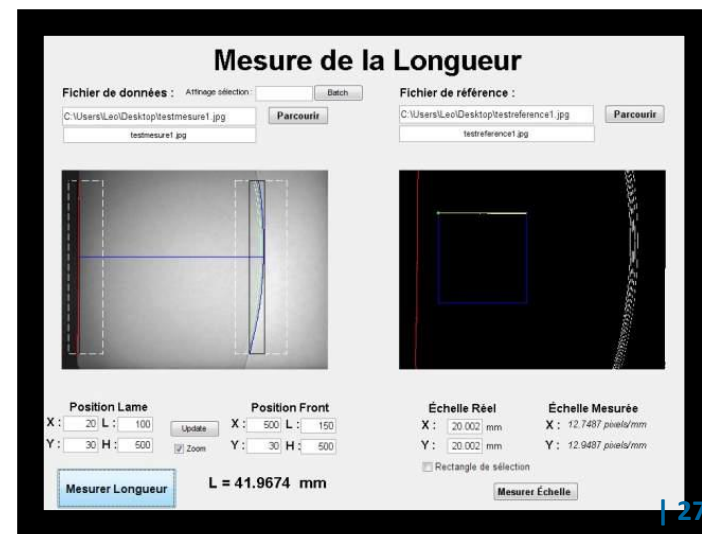 Mesure de la Longueur
Fichier de données : Affinage sélection : Batch
C:\Users\Leo\Desktop\testmesure1.jpg Parcourir
testmesure1.jpg
Fichier de référence :
C:\Users\Leo\Desktop\testreference1.jpg Parcourir
testreference1.jpg
Position Lame
X : 20 L : 100
Y : 30 H : 500
Update
Zoom
Position Front
X : 500 L : 150
Y : 30 H : 500
Mesurer Longueur
L = 41.9674 mm
Échelle Réel
X : 20.002 mm
Y : 20.002 mm
Échelle Mesurée
X : 12.7487 pixels/mm
Y : 12.9487 pixels/mm
Rectangle de sélection
Mesurer Échelle
| 27